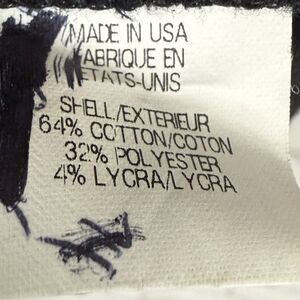 MADE IN USA
FABRIQUE EN
ETATS-UNIS
SHELL/EXTERIEUR
64% COTTON/COTON
32% POLYESTER
4% LYCRA/LYCRA